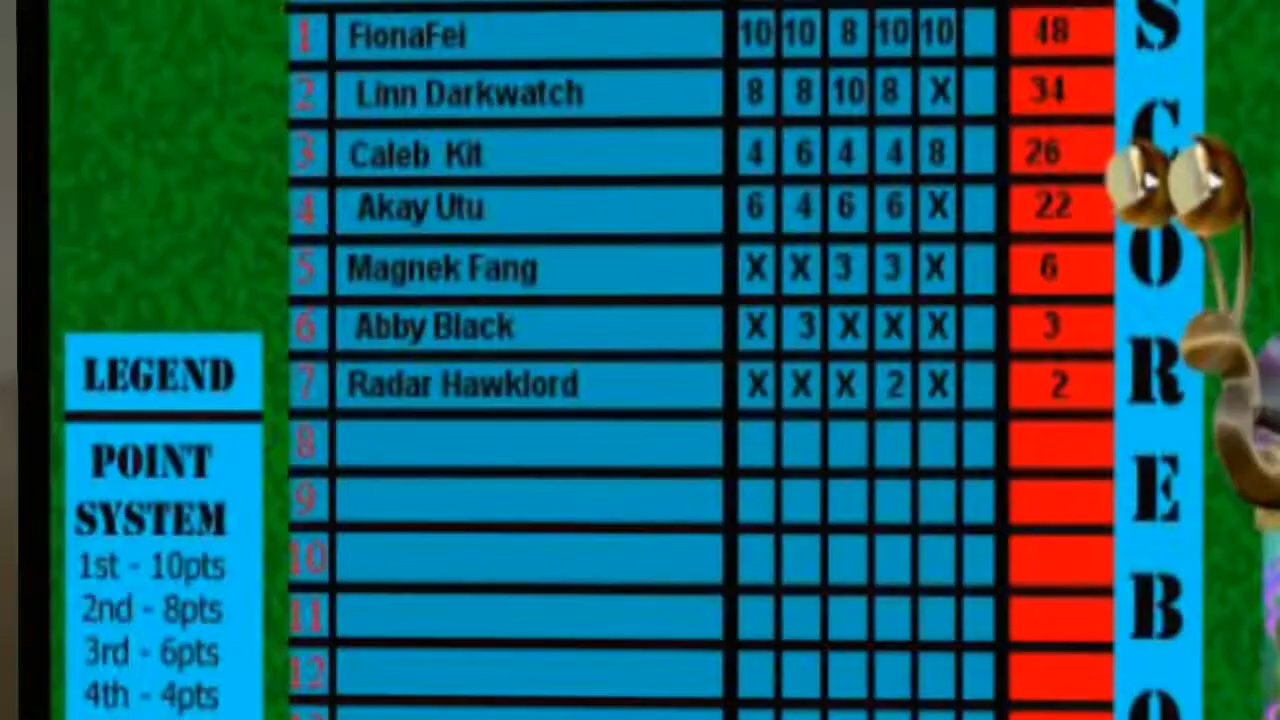 1 FionaFei 10 10 8 10 10 48
2 Linn Darkwatch 8 8 10 8 X 34
3 Caleb Kit 4 6 4 4 8 26
4 Akay Utu 6 4 6 6 X 22
5 Magnek Fang X X 3 3 X 6
6 Abby Black X 3 X X X 3
7 Radar Hawklord X X X 2 X 2
8
9
10
11
12
LEGEND
POINT
SYSTEM
1st - 10pts
2nd - 8pts
3rd - 6pts
4th - 4pts
S
C
O
R
E
B
O